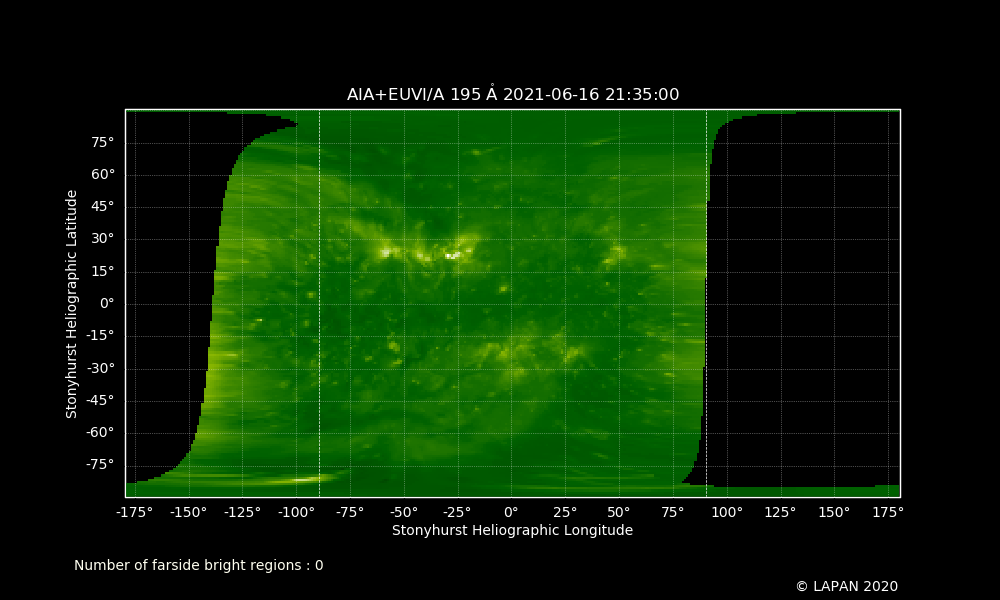 AIA+EUVI/A 195 Å 2021-06-16 21:35:00
75°
60°
45°
30°
15°
0°
-15°
-30°
-45°
-60°
-75°
Stonyhurst Heliographic Latitude
-175° -150° -125° -100° -75° -50° -25° 0° 25° 50° 75° 100° 125° 150° 175°
Stonyhurst Heliographic Longitude
Number of farside bright regions : 0
© LAPAN 2020